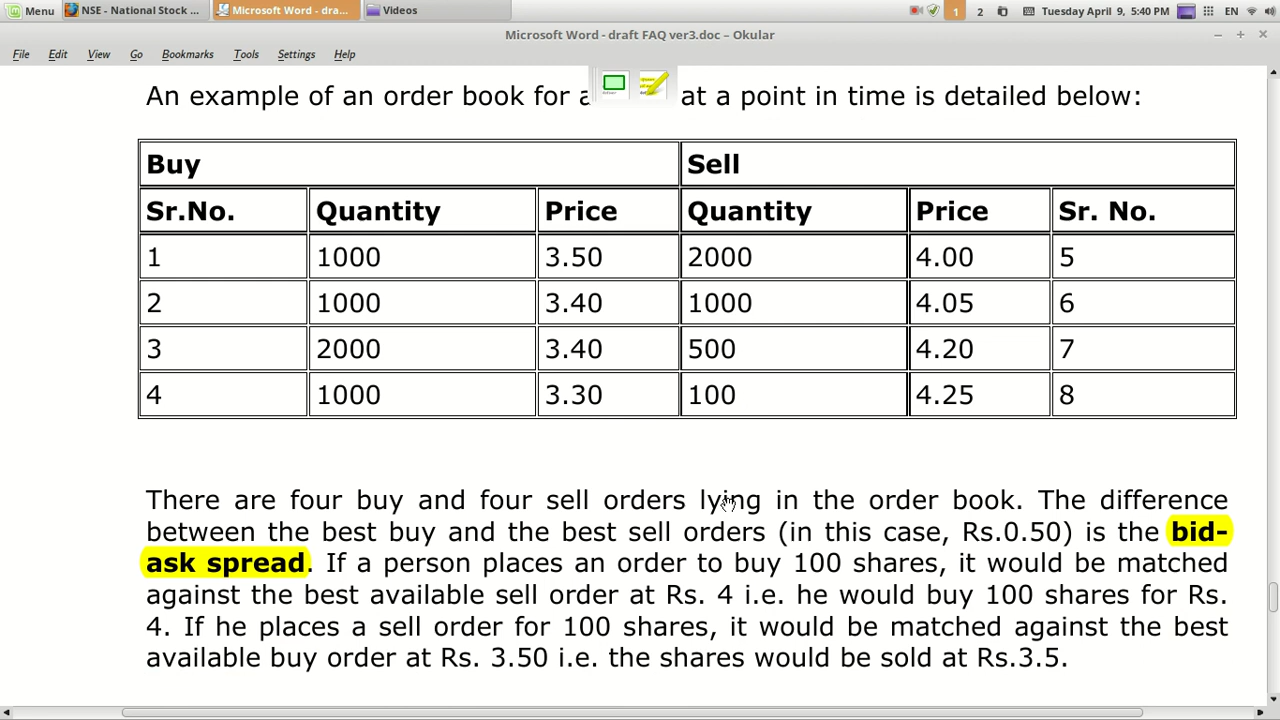 Menu NSE - National Stock ... Microsoft Word - dra... Videos 1 2 Tuesday April 9, 5:40 PM EN
Microsoft Word - draft FAQ ver3.doc – Okular
File Edit View Go Bookmarks Tools Settings Help
An example of an order book for a at a point in time is detailed below:
Buy Sell
Sr.No. Quantity Price Quantity Price Sr. No.
1 1000 3.50 2000 4.00 5
2 1000 3.40 1000 4.05 6
3 2000 3.40 500 4.20 7
4 1000 3.30 100 4.25 8
There are four buy and four sell orders lying in the order book. The difference
between the best buy and the best sell orders (in this case, Rs.0.50) is the bid-
ask spread. If a person places an order to buy 100 shares, it would be matched
against the best available sell order at Rs. 4 i.e. he would buy 100 shares for Rs.
4. If he places a sell order for 100 shares, it would be matched against the best
available buy order at Rs. 3.50 i.e. the shares would be sold at Rs.3.5.